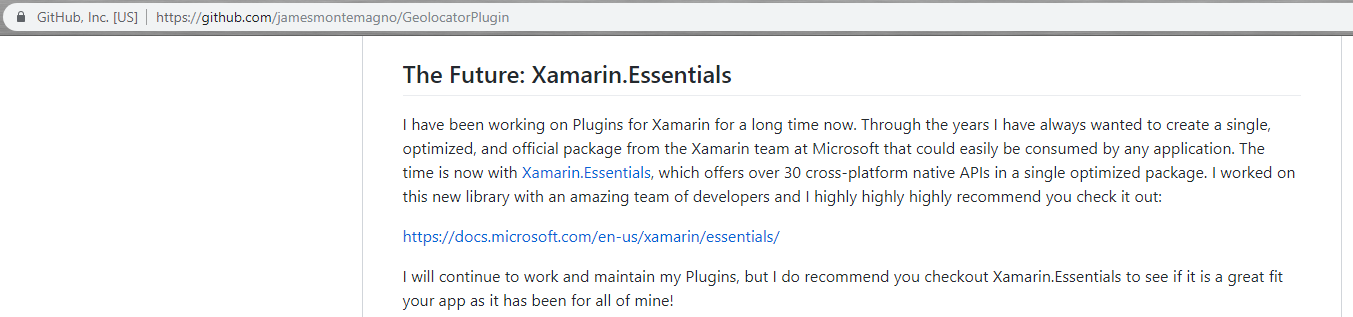 GitHub, Inc. [US] | https://github.com/jamesmontemagno/GeolocatorPlugin
The Future: Xamarin.Essentials
I have been working on Plugins for Xamarin for a long time now. Through the years I have always wanted to create a single,
optimized, and official package from the Xamarin team at Microsoft that could easily be consumed by any application. The
time is now with Xamarin.Essentials, which offers over 30 cross-platform native APIs in a single optimized package. I worked on
this new library with an amazing team of developers and I highly highly highly recommend you check it out:
https://docs.microsoft.com/en-us/xamarin/essentials/
I will continue to work and maintain my Plugins, but I do recommend you checkout Xamarin.Essentials to see if it is a great fit
your app as it has been for all of mine!